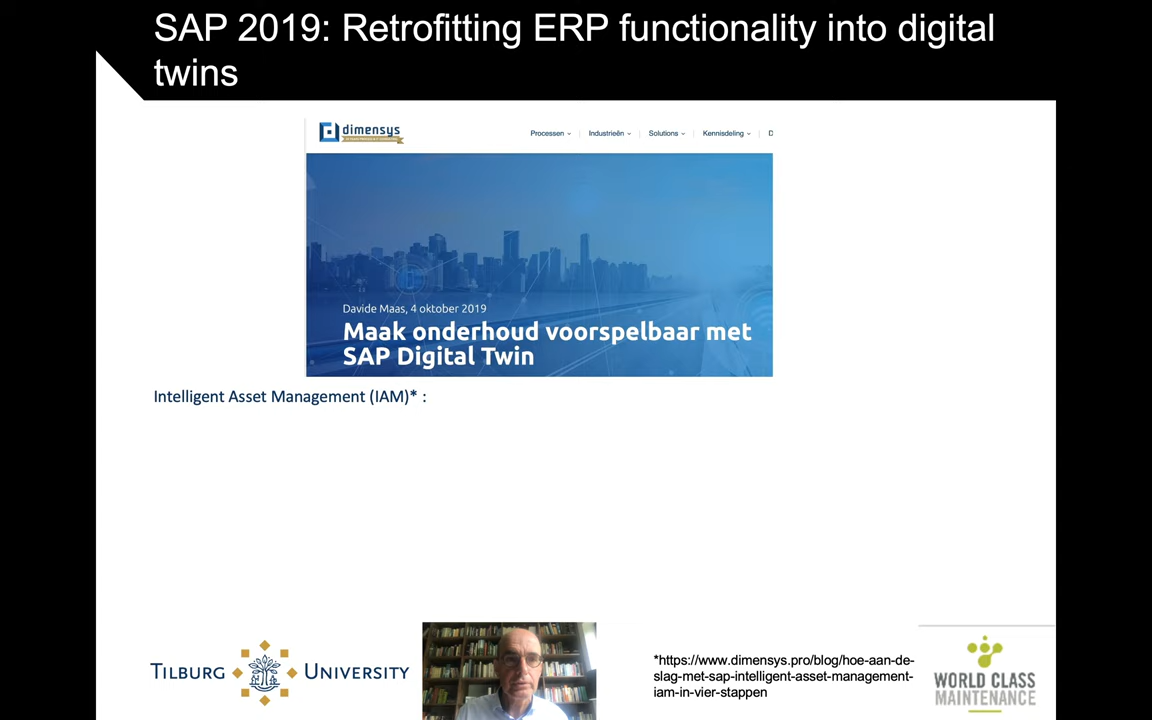 SAP 2019: Retrofitting ERP functionality into digital
twins
dimensys
Processen
Industrieën
Solutions
Kennisdeling
D
Davide Maas, 4 oktober 2019
Maak onderhoud voorspelbaar met
SAP Digital Twin
Intelligent Asset Management (IAM)* :
TILBURG UNIVERSITY
*https://www.dimensys.pro/blog/hoe-aan-de-
slag-met-sap-intelligent-asset-management-
iam-in-vier-stappen
WORLD CLASS
MAINTENANCE